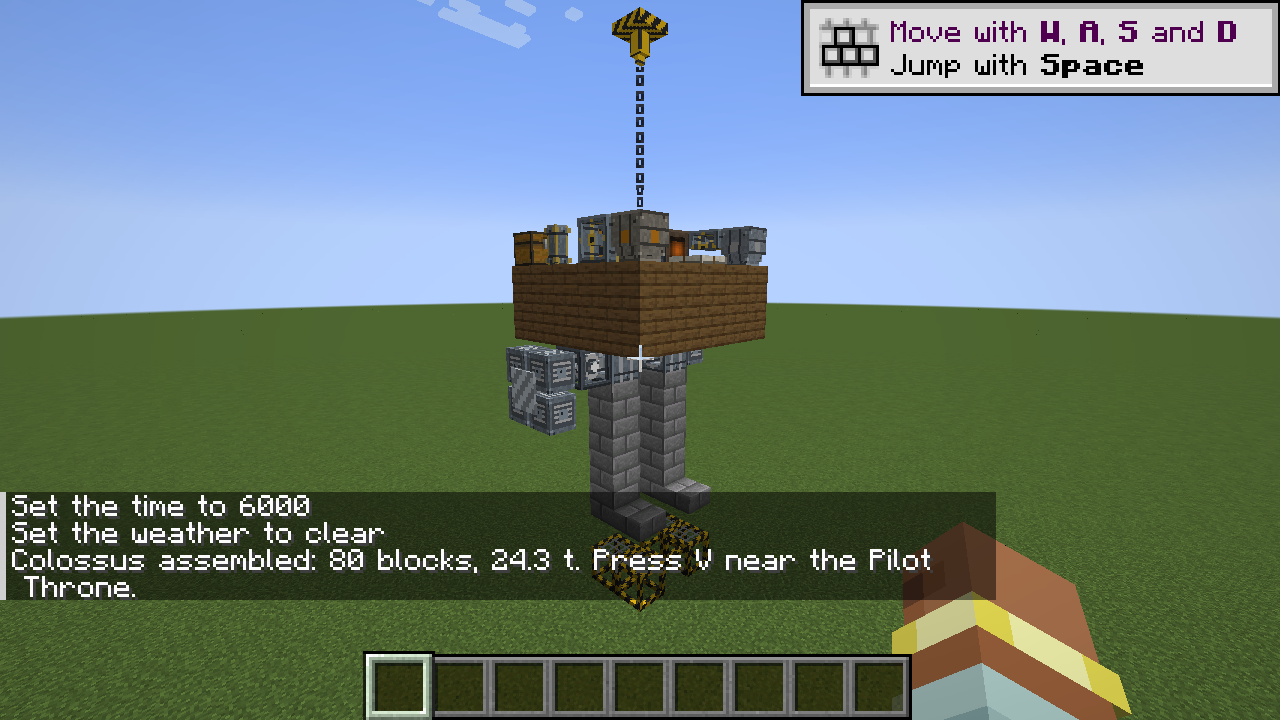 Move with W, A, S and D
Jump with Space
Set the time to 6000
Set the weather to clear
Colossus assembled: 80 blocks, 24.3 t. Press V near the Pilot
Throne.